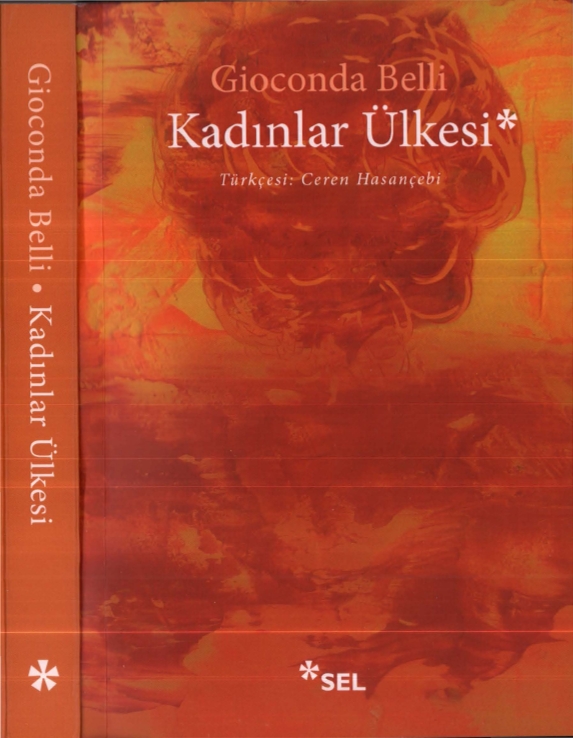 Gioconda Belli • Kadınlar Ülkesi
Gioconda Belli
Kadınlar Ülkesi*
Türkçesi: Ceren Hasançebi
*SEL